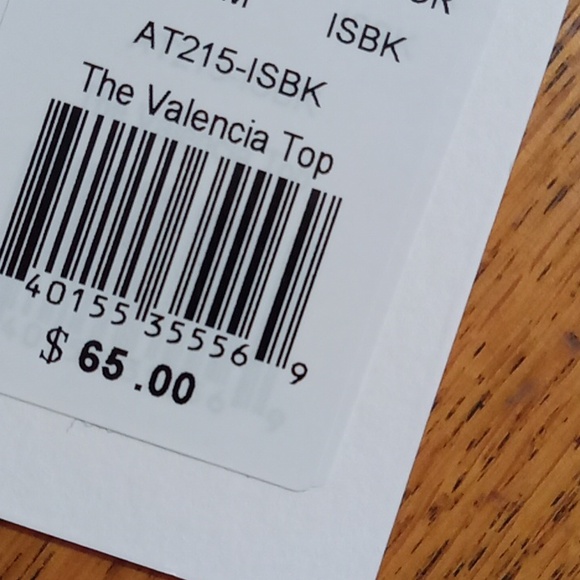 ISBK
AT215-ISBK
The Valencia Top
40155 35556 9
$ 65.00